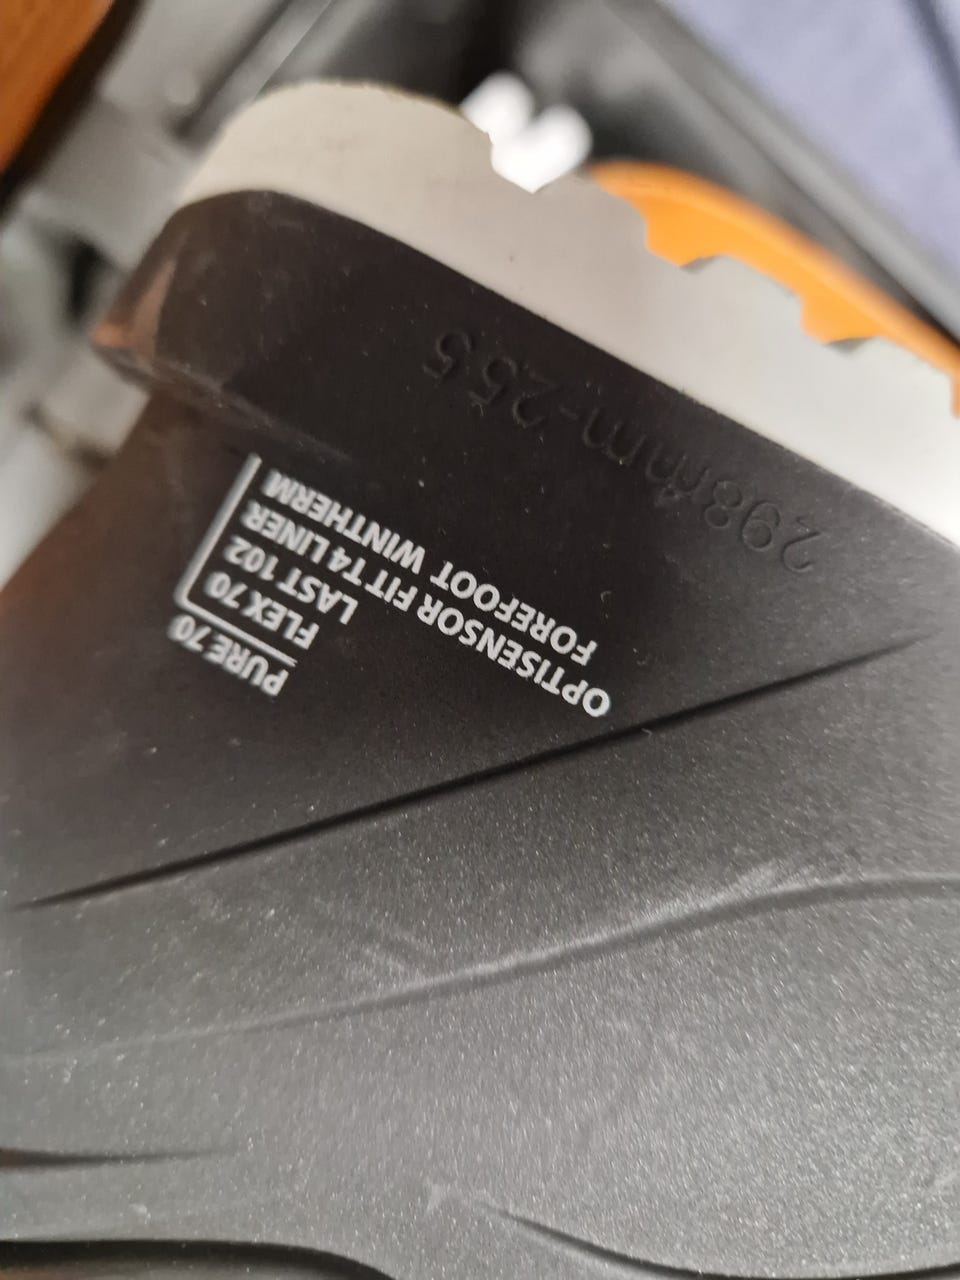 PURE 70
FLEX 70
LAST 102
OPTISENSOR FIT T4 LINER
FOREFOOT WINTHERM
298mm-25.5